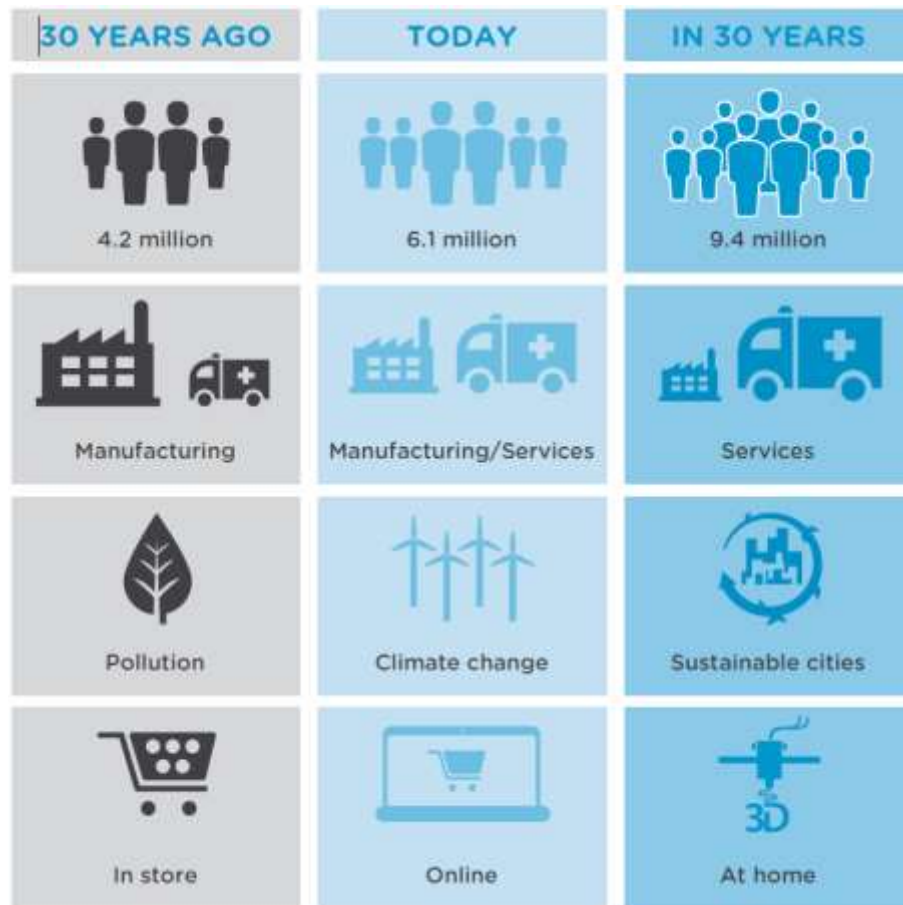 30 YEARS AGO
TODAY
IN 30 YEARS
4.2 million
6.1 million
9.4 million
Manufacturing
Manufacturing/Services
Services
Pollution
Climate change
Sustainable cities
3D
In store
Online
At home